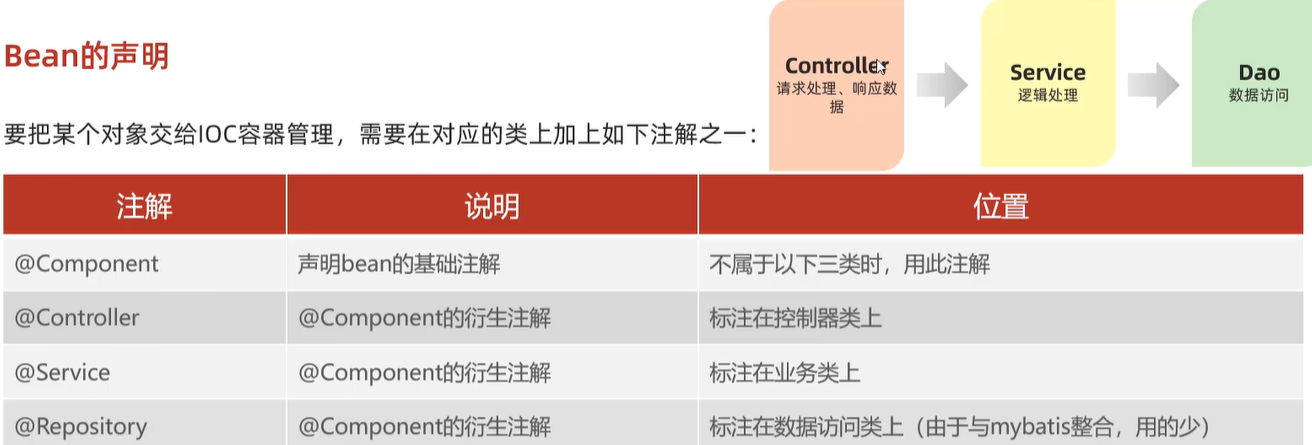 Bean的声明
Controller
请求处理、响应数
据
Service
逻辑处理
Dao
数据访问
要把某个对象交给IOC容器管理，需要在对应的类上加上如下注解之一：
注解 说明 位置
@Component 声明bean的基础注解 不属于以下三类时，用此注解
@Controller @Component的衍生注解 标注在控制器类上
@Service @Component的衍生注解 标注在业务类上
@Repository @Component的衍生注解 标注在数据访问类上（由于与mybatis整合，用的少）